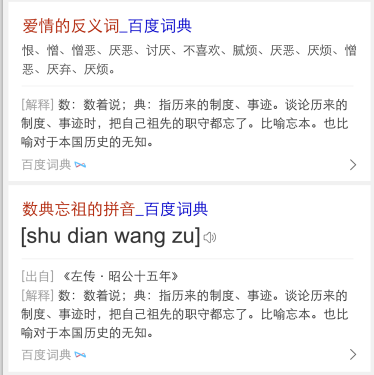 爱情的反义词_百度词典
恨、憎、憎恶、厌恶、讨厌、不喜欢、腻烦、厌恶、厌烦、憎
恶、厌弃、厌烦。
[解释] 数：数着说；典：指历来的制度、事迹。谈论历来的
制度、事迹时，把自己祖先的职守都忘了。比喻忘本。也比
喻对于本国历史的无知。
百度词典
数典忘祖的拼音_百度词典
[shu dian wang zu]
[出自] 《左传·昭公十五年》
[解释] 数：数着说；典：指历来的制度、事迹。谈论历来的
制度、事迹时，把自己祖先的职守都忘了。比喻忘本。也比
喻对于本国历史的无知。
百度词典